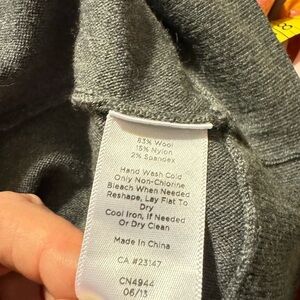 83% Wool
15% Nylon
2% Spandex
Hand Wash Cold
Only Non-Chlorine
Bleach When Needed
Reshape, Lay Flat To
Dry
Cool Iron, If Needed
Or Dry Clean
Made In China
CA #23147
CN4944
06/13